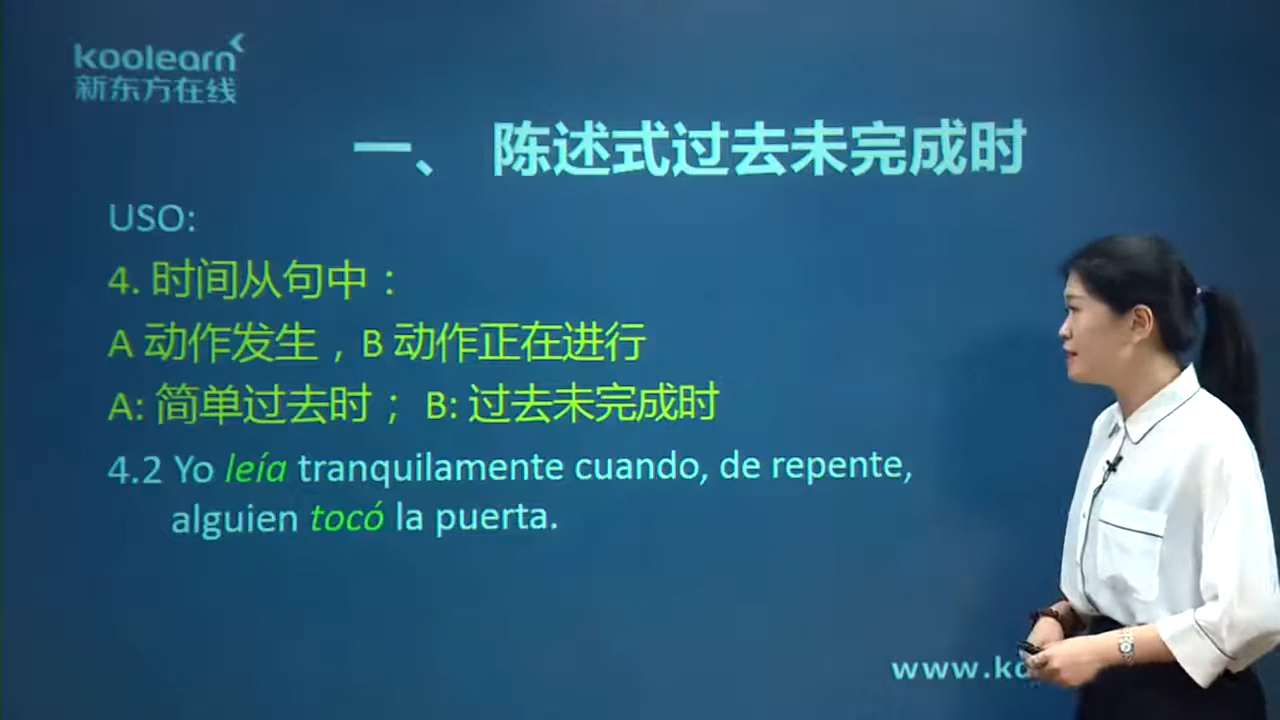 koolearn
新东方在线
一、 陈述式过去未完成时
USO:
4. 时间从句中：
A 动作发生，B 动作正在进行
A: 简单过去时； B: 过去未完成时
4.2 Yo leía tranquilamente cuando, de repente,
alguien tocó la puerta.
www.ko